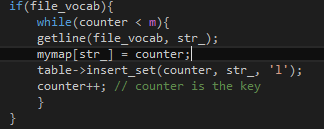 if(file_vocab){
while(counter < m){
getline(file_vocab, str_);
mymap[str_] = counter;
table->insert_set(counter, str_, 'l');
counter++; // counter is the key
}
}